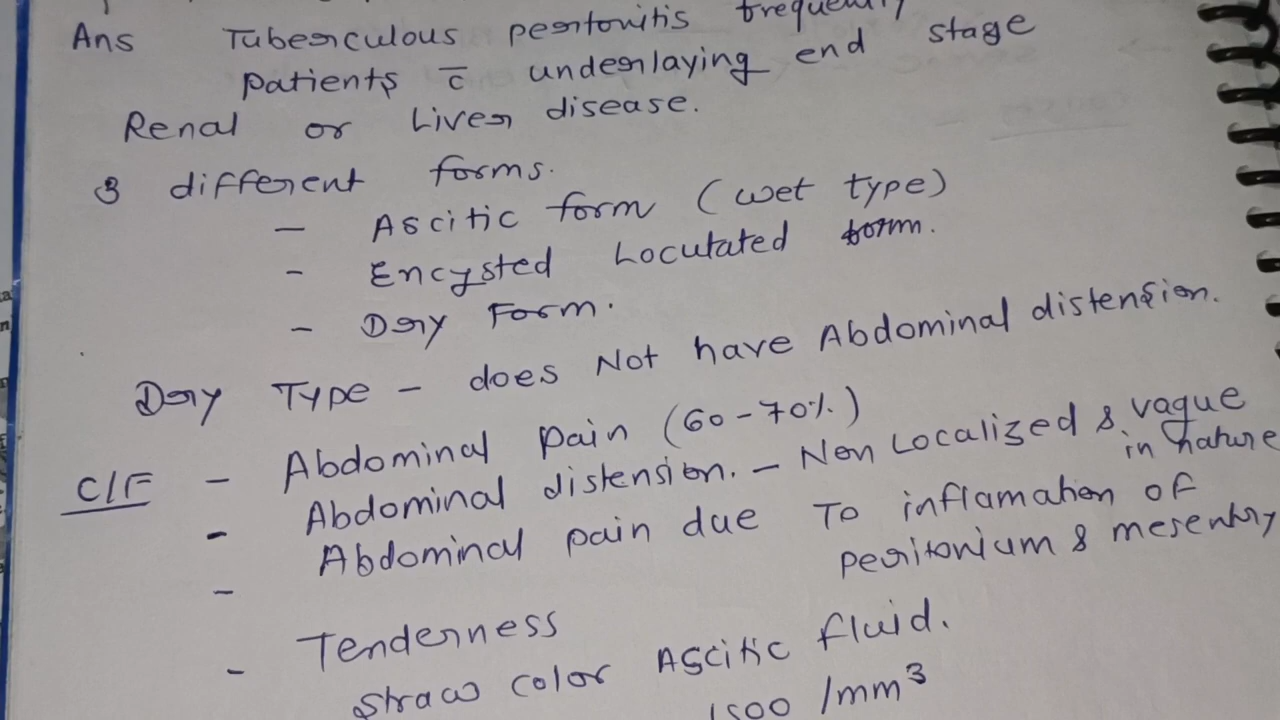 Ans Tuberculous peritonitis frequently
patients c̄ underlaying end stage
Renal or Liver disease.
3 different forms.
- Ascitic form (wet type)
- Encysted Loculated form.
- Dry Form.
Dry Type - does Not have Abdominal distension.
C/F - Abdominal pain (60-70%)
- Abdominal distension. - Non Localized & vague in nature
- Abdominal pain due To inflamation of peritonium & mesentry
- Tenderness
straw color Ascitic fluid.
1500 /mm³